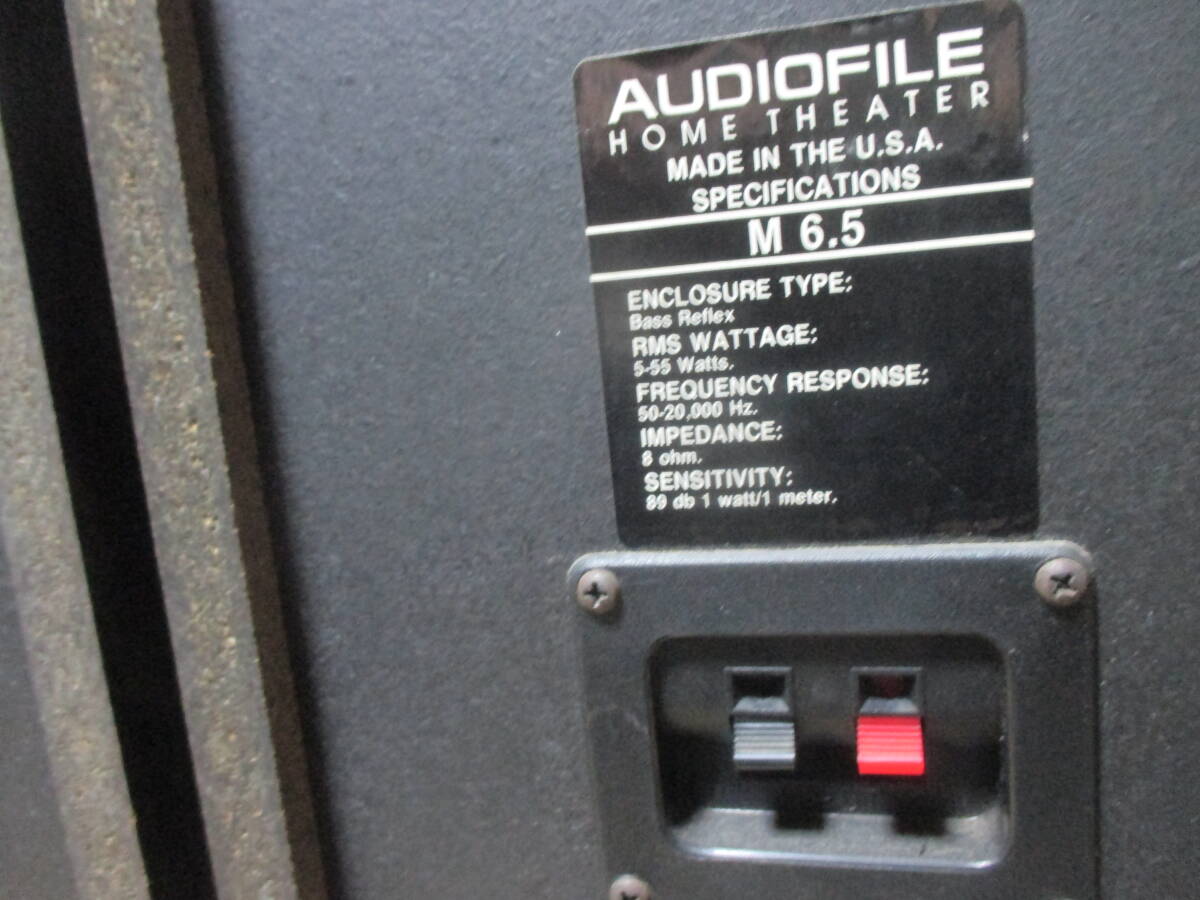 AUDIOFILE
HOME THEATER
MADE IN THE U.S.A.
SPECIFICATIONS
M 6.5
ENCLOSURE TYPE:
Bass Reflex
RMS WATTAGE:
5-55 Watts.
FREQUENCY RESPONSE:
50-20,000 Hz.
IMPEDANCE:
8 ohm.
SENSITIVITY:
89 db 1 watt/1 meter.